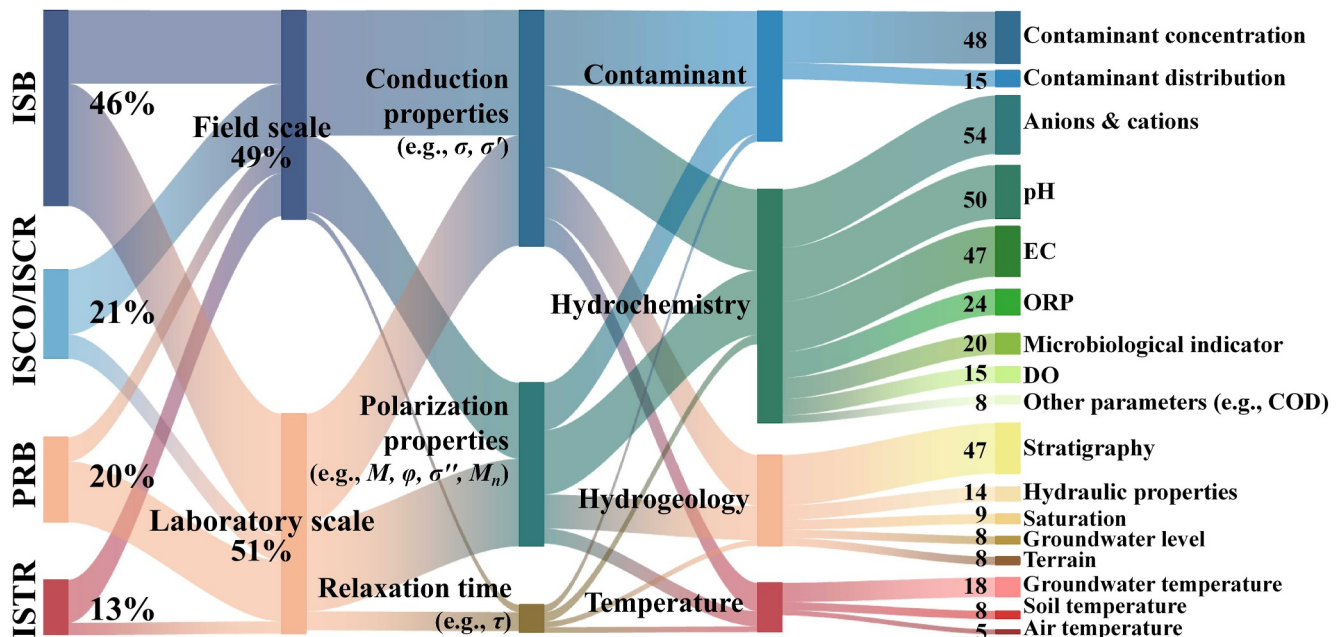 ISB
46%
ISCO/ISCR
21%
PRB
20%
ISTR
13%
Field scale
49%
Laboratory scale
51%
Conduction
properties
(e.g., σ, σ′)
Polarization
properties
(e.g., M, φ, σ″, Mₙ)
Relaxation time
(e.g., τ)
Contaminant
Hydrochemistry
Hydrogeology
Temperature
48 Contaminant concentration
15 Contaminant distribution
54 Anions & cations
50 pH
47 EC
24 ORP
20 Microbiological indicator
15 DO
8 Other parameters (e.g., COD)
47 Stratigraphy
14 Hydraulic properties
9 Saturation
8 Groundwater level
8 Terrain
18 Groundwater temperature
8 Soil temperature
5 Air temperature